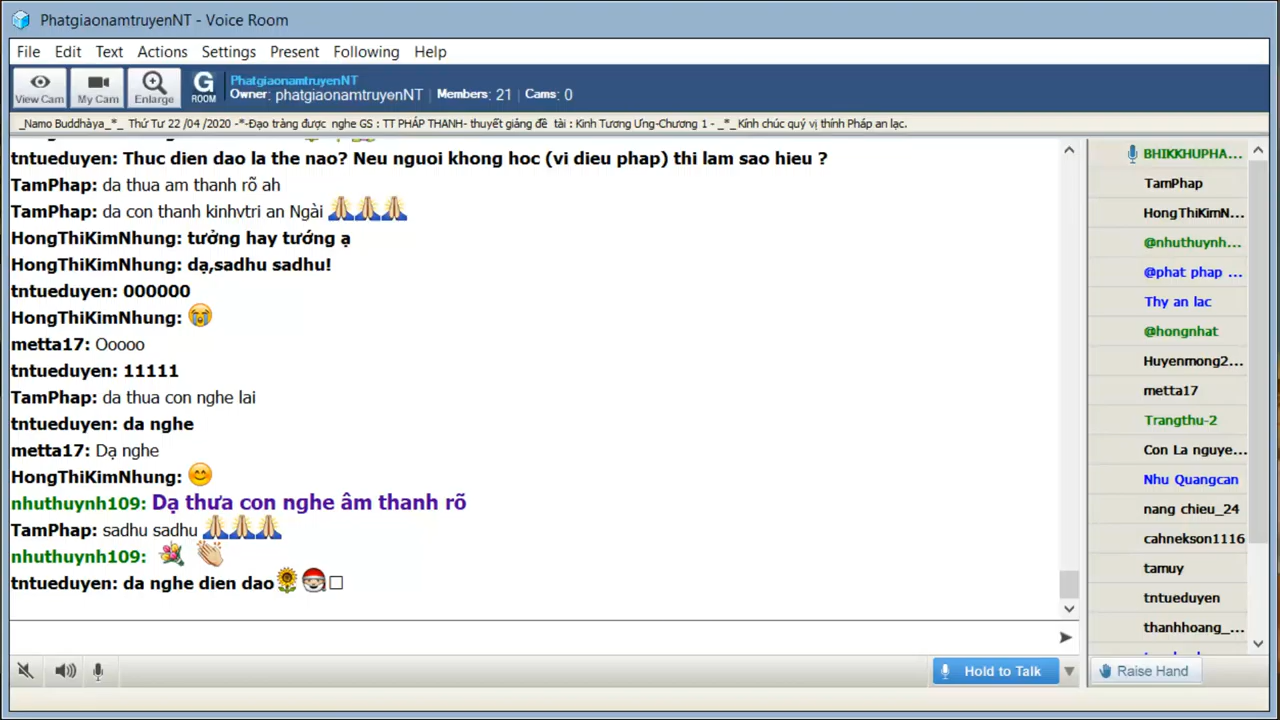 PhatgiaonamtruyenNT - Voice Room
File Edit Text Actions Settings Present Following Help
View Cam
My Cam
Enlarge
G ROOM
PhatgiaonamtruyenNT
Owner: phatgiaonamtruyenNT | Members: 21 | Cams: 0
_Namo Buddhàya_*_ Thứ Tư 22 /04 /2020 -*-Đạo tràng được nghe GS : TT PHÁP THANH- thuyết giảng đề tài : Kinh Tương Ưng-Chương 1 - _*_ Kính chúc quý vị thính Pháp an lạc.
tntueduyen: Thuc dien dao la the nao? Neu nguoi khong hoc (vi dieu phap) thi lam sao hieu ?
TamPhap: da thua am thanh rõ ah
TamPhap: da con thanh kinhvtri an Ngài 🙏🙏🙏
HongThiKimNhung: tưởng hay tướng ạ
HongThiKimNhung: dạ,sadhu sadhu!
tntueduyen: 000000
HongThiKimNhung: 😭
metta17: Ooooo
tntueduyen: 11111
TamPhap: da thua con nghe lai
tntueduyen: da nghe
metta17: Dạ nghe
HongThiKimNhung: 😊
nhuthuynh109: Dạ thưa con nghe âm thanh rõ
TamPhap: sadhu sadhu 🙏🙏🙏
nhuthuynh109: 💐 👏
tntueduyen: da nghe dien dao🌻🎅□
BHIKKHUPHA...
TamPhap
HongThiKimN...
@nhuthuynh...
@phat phap ...
Thy an lac
@hongnhat
Huyenmong2...
metta17
Trangthu-2
Con La nguye...
Nhu Quangcan
nang chieu_24
cahnekson1116
tamuy
tntueduyen
thanhhoang_...
Hold to Talk
Raise Hand